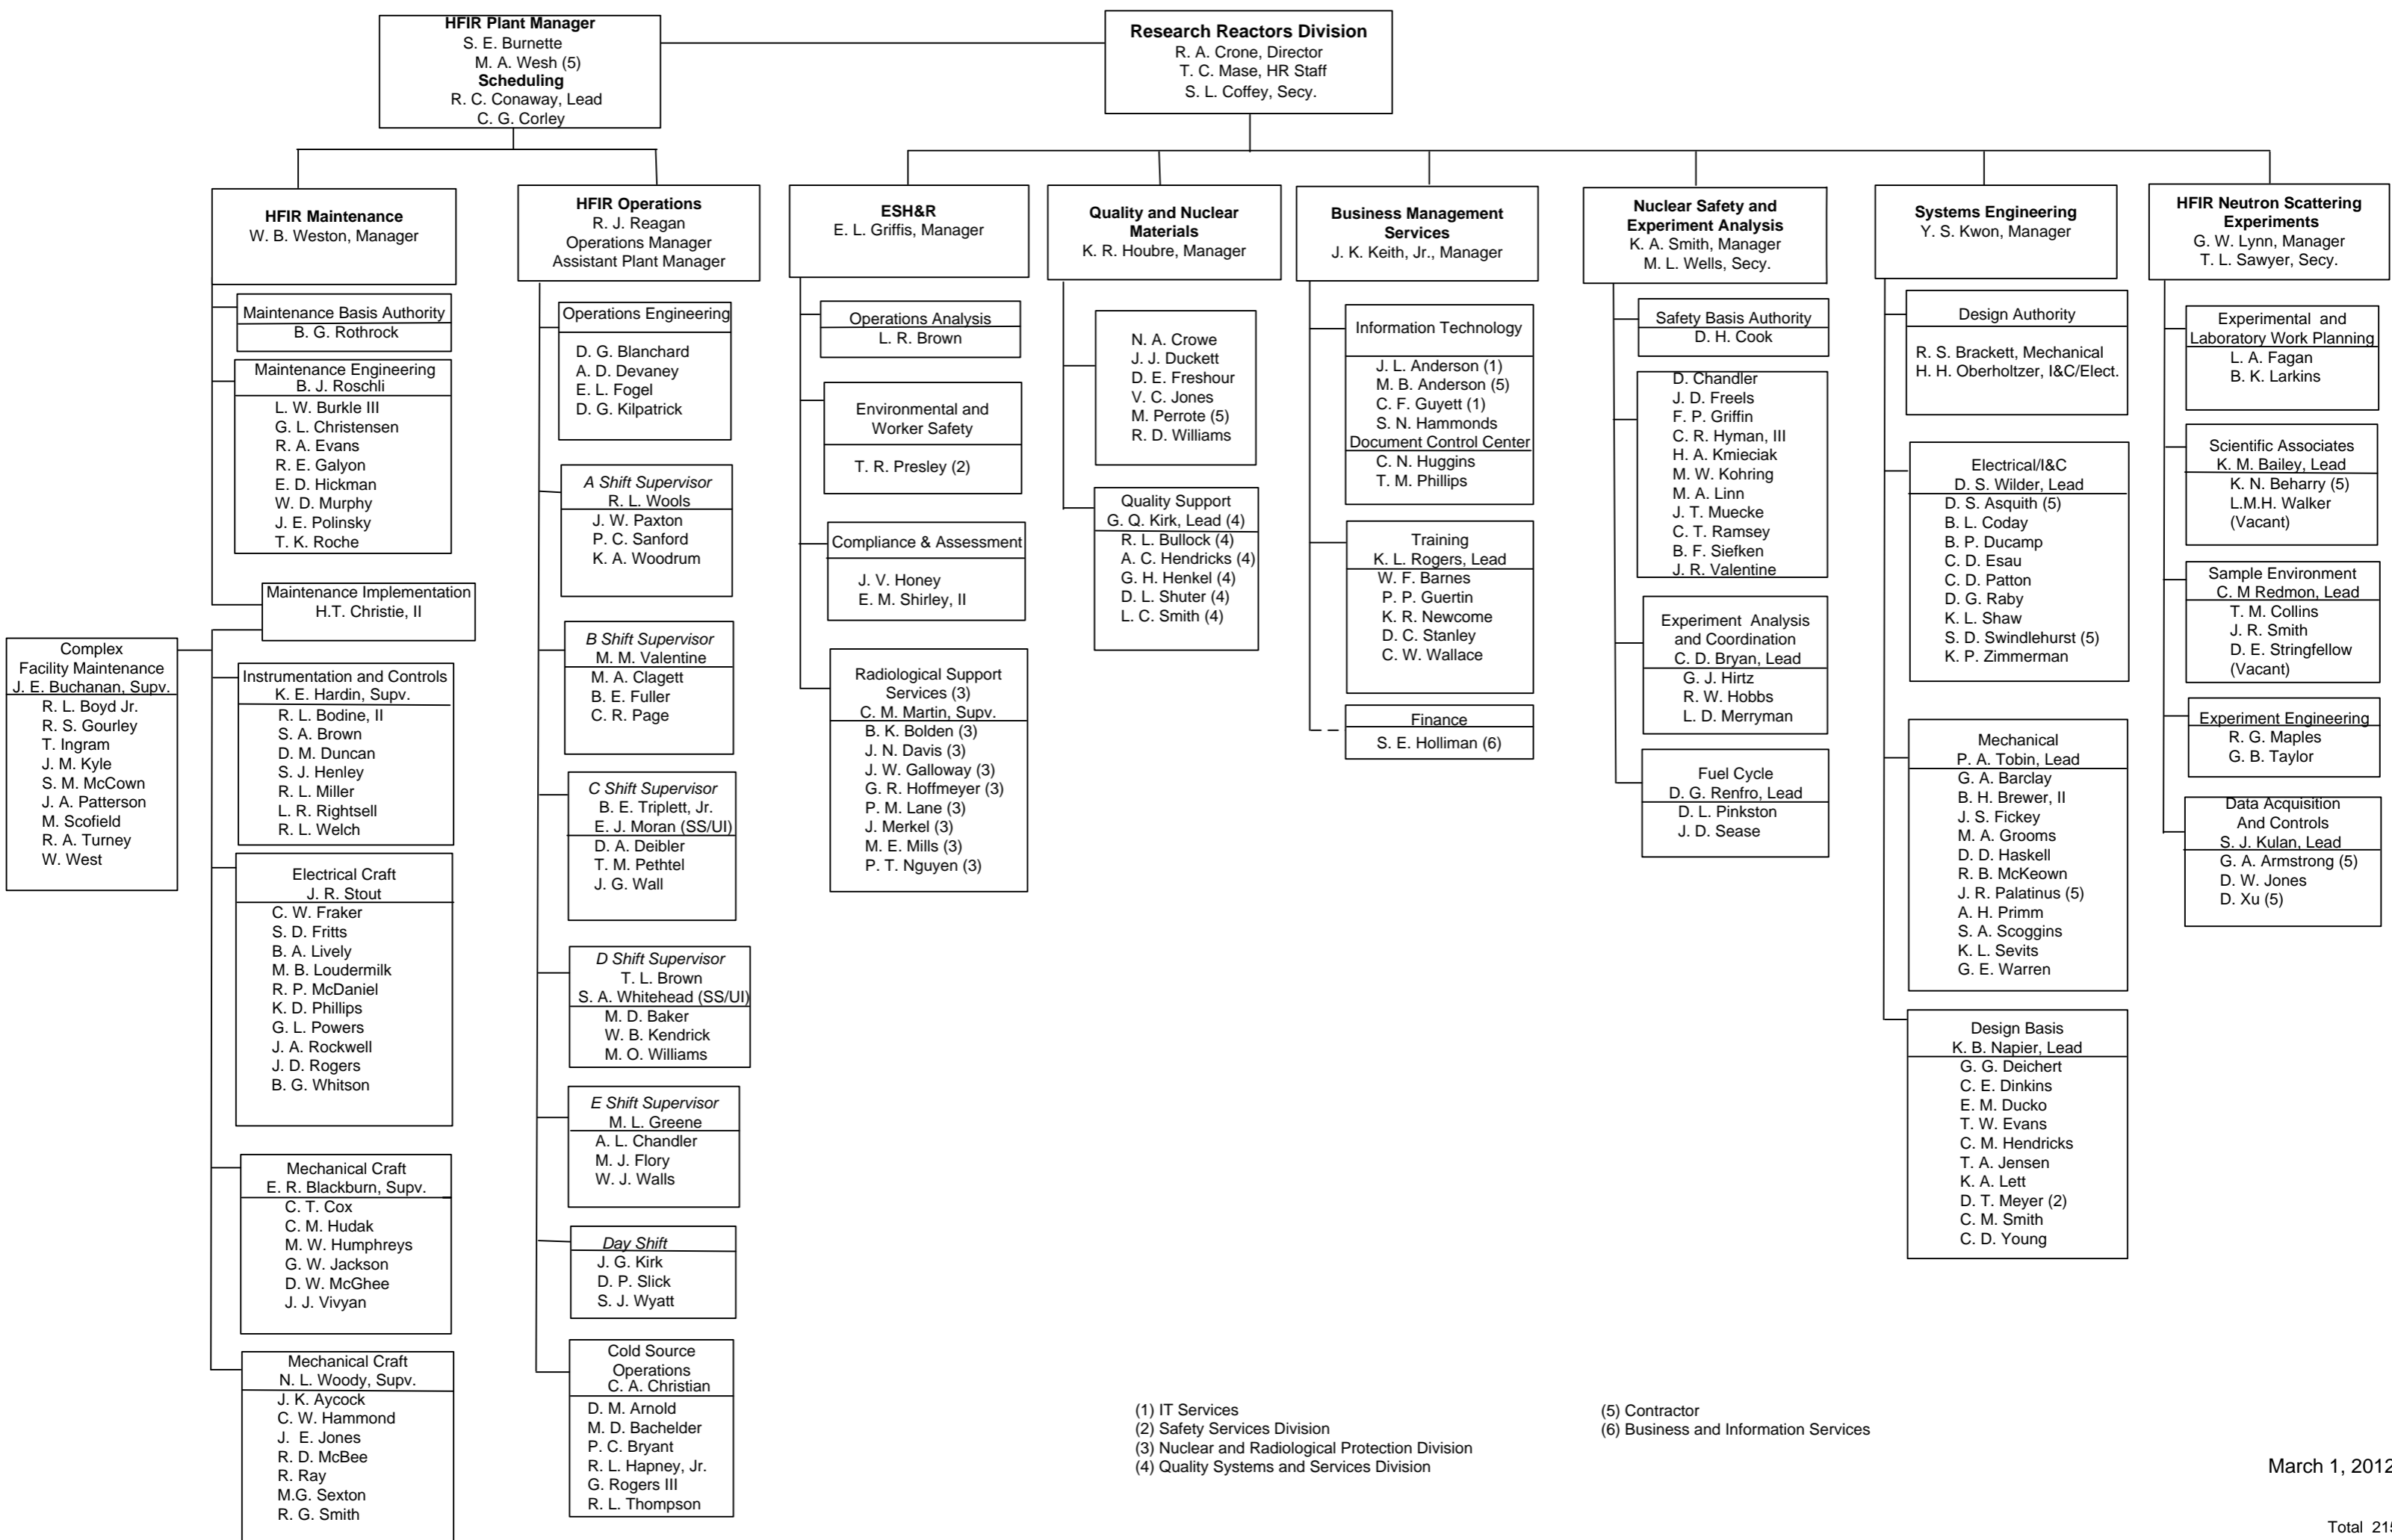 HFIR Plant Manager
S. E. Burnette
M. A. Wesh (5)
Scheduling
R. C. Conaway, Lead
C. G. Corley
Research Reactors Division
R. A. Crone, Director
T. C. Mase, HR Staff
S. L. Coffey, Secy.
HFIR Maintenance
W. B. Weston, Manager
Maintenance Basis Authority
B. G. Rothrock
Maintenance Engineering
B. J. Roschli
L. W. Burkle III
G. L. Christensen
R. A. Evans
R. E. Galyon
E. D. Hickman
W. D. Murphy
J. E. Polinsky
T. K. Roche
Maintenance Implementation
H.T. Christie, II
Complex
Facility Maintenance
J. E. Buchanan, Supv.
R. L. Boyd Jr.
R. S. Gourley
T. Ingram
J. M. Kyle
S. M. McCown
J. A. Patterson
M. Scofield
R. A. Turney
W. West
Instrumentation and Controls
K. E. Hardin, Supv.
R. L. Bodine, II
S. A. Brown
D. M. Duncan
S. J. Henley
R. L. Miller
L. R. Rightsell
R. L. Welch
Electrical Craft
J. R. Stout
C. W. Fraker
S. D. Fritts
B. A. Lively
M. B. Loudermilk
R. P. McDaniel
K. D. Phillips
G. L. Powers
J. A. Rockwell
J. D. Rogers
B. G. Whitson
Mechanical Craft
E. R. Blackburn, Supv.
C. T. Cox
C. M. Hudak
M. W. Humphreys
G. W. Jackson
D. W. McGhee
J. J. Vivyan
Mechanical Craft
N. L. Woody, Supv.
J. K. Aycock
C. W. Hammond
J. E. Jones
R. D. McBee
R. Ray
M.G. Sexton
R. G. Smith
HFIR Operations
R. J. Reagan
Operations Manager
Assistant Plant Manager
Operations Engineering
D. G. Blanchard
A. D. Devaney
E. L. Fogel
D. G. Kilpatrick
A Shift Supervisor
R. L. Wools
J. W. Paxton
P. C. Sanford
K. A. Woodrum
B Shift Supervisor
M. M. Valentine
M. A. Clagett
B. E. Fuller
C. R. Page
C Shift Supervisor
B. E. Triplett, Jr.
E. J. Moran (SS/UI)
D. A. Deibler
T. M. Pethtel
J. G. Wall
D Shift Supervisor
T. L. Brown
S. A. Whitehead (SS/UI)
M. D. Baker
W. B. Kendrick
M. O. Williams
E Shift Supervisor
M. L. Greene
A. L. Chandler
M. J. Flory
W. J. Walls
Day Shift
J. G. Kirk
D. P. Slick
S. J. Wyatt
Cold Source
Operations
C. A. Christian
D. M. Arnold
M. D. Bachelder
P. C. Bryant
R. L. Hapney, Jr.
G. Rogers III
R. L. Thompson
ESH&R
E. L. Griffis, Manager
Operations Analysis
L. R. Brown
Environmental and
Worker Safety
T. R. Presley (2)
Compliance & Assessment
J. V. Honey
E. M. Shirley, II
Radiological Support
Services (3)
C. M. Martin, Supv.
B. K. Bolden (3)
J. N. Davis (3)
J. W. Galloway (3)
G. R. Hoffmeyer (3)
P. M. Lane (3)
J. Merkel (3)
M. E. Mills (3)
P. T. Nguyen (3)
Quality and Nuclear
Materials
K. R. Houbre, Manager
N. A. Crowe
J. J. Duckett
D. E. Freshour
V. C. Jones
M. Perrote (5)
R. D. Williams
Quality Support
G. Q. Kirk, Lead (4)
R. L. Bullock (4)
A. C. Hendricks (4)
G. H. Henkel (4)
D. L. Shuter (4)
L. C. Smith (4)
Business Management
Services
J. K. Keith, Jr., Manager
Information Technology
J. L. Anderson (1)
M. B. Anderson (5)
C. F. Guyett (1)
S. N. Hammonds
Document Control Center
C. N. Huggins
T. M. Phillips
Training
K. L. Rogers, Lead
W. F. Barnes
P. P. Guertin
K. R. Newcome
D. C. Stanley
C. W. Wallace
Finance
S. E. Holliman (6)
Nuclear Safety and
Experiment Analysis
K. A. Smith, Manager
M. L. Wells, Secy.
Safety Basis Authority
D. H. Cook
D. Chandler
J. D. Freels
F. P. Griffin
C. R. Hyman, III
H. A. Kmieciak
M. W. Kohring
M. A. Linn
J. T. Muecke
C. T. Ramsey
B. F. Siefken
J. R. Valentine
Experiment Analysis
and Coordination
C. D. Bryan, Lead
G. J. Hirtz
R. W. Hobbs
L. D. Merryman
Fuel Cycle
D. G. Renfro, Lead
D. L. Pinkston
J. D. Sease
Systems Engineering
Y. S. Kwon, Manager
Design Authority
R. S. Brackett, Mechanical
H. H. Oberholtzer, I&C/Elect.
Electrical/I&C
D. S. Wilder, Lead
D. S. Asquith (5)
B. L. Coday
B. P. Ducamp
C. D. Esau
C. D. Patton
D. G. Raby
K. L. Shaw
S. D. Swindlehurst (5)
K. P. Zimmerman
Mechanical
P. A. Tobin, Lead
G. A. Barclay
B. H. Brewer, II
J. S. Fickey
M. A. Grooms
D. D. Haskell
R. B. McKeown
J. R. Palatinus (5)
A. H. Primm
S. A. Scoggins
K. L. Sevits
G. E. Warren
Design Basis
K. B. Napier, Lead
G. G. Deichert
C. E. Dinkins
E. M. Ducko
T. W. Evans
C. M. Hendricks
T. A. Jensen
K. A. Lett
D. T. Meyer (2)
C. M. Smith
C. D. Young
HFIR Neutron Scattering
Experiments
G. W. Lynn, Manager
T. L. Sawyer, Secy.
Experimental and
Laboratory Work Planning
L. A. Fagan
B. K. Larkins
Scientific Associates
K. M. Bailey, Lead
K. N. Beharry (5)
L.M.H. Walker
(Vacant)
Sample Environment
C. M Redmon, Lead
T. M. Collins
J. R. Smith
D. E. Stringfellow
(Vacant)
Experiment Engineering
R. G. Maples
G. B. Taylor
Data Acquisition
And Controls
S. J. Kulan, Lead
G. A. Armstrong (5)
D. W. Jones
D. Xu (5)
(1) IT Services
(2) Safety Services Division
(3) Nuclear and Radiological Protection Division
(4) Quality Systems and Services Division
(5) Contractor
(6) Business and Information Services
March 1, 2012
Total